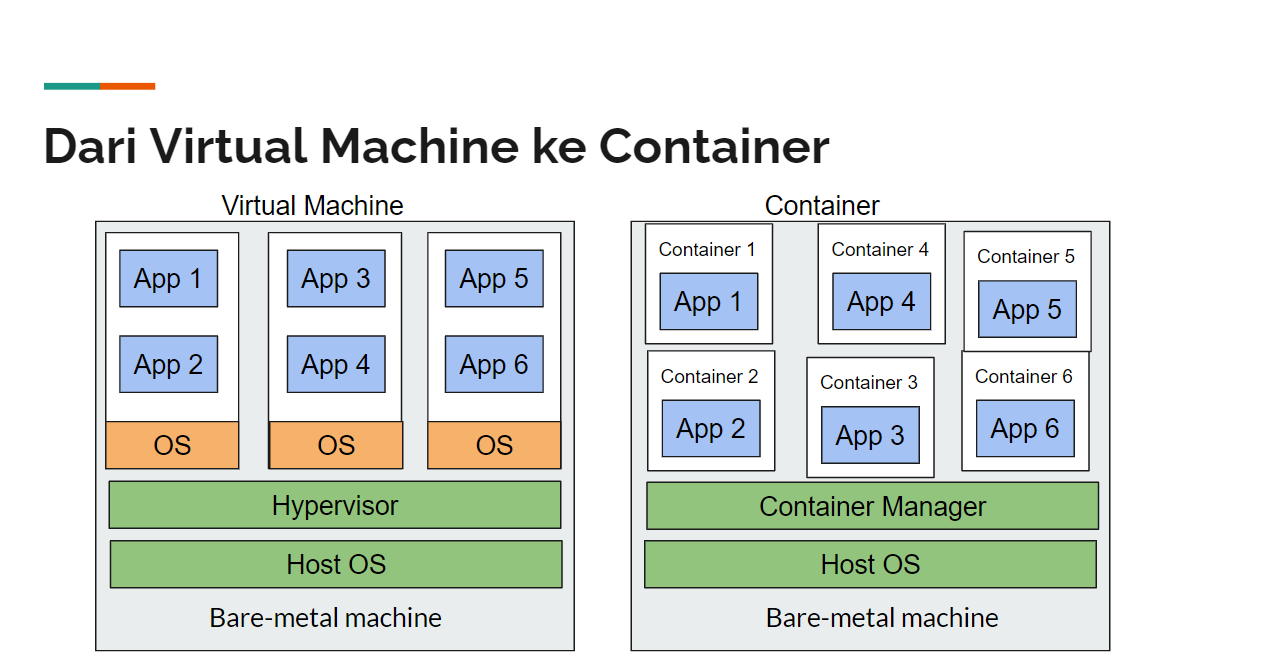 Dari Virtual Machine ke Container
Virtual Machine
App 1
App 2
OS
App 3
App 4
OS
App 5
App 6
OS
Hypervisor
Host OS
Bare-metal machine
Container
Container 1
App 1
Container 4
App 4
Container 5
App 5
Container 2
App 2
Container 3
App 3
Container 6
App 6
Container Manager
Host OS
Bare-metal machine